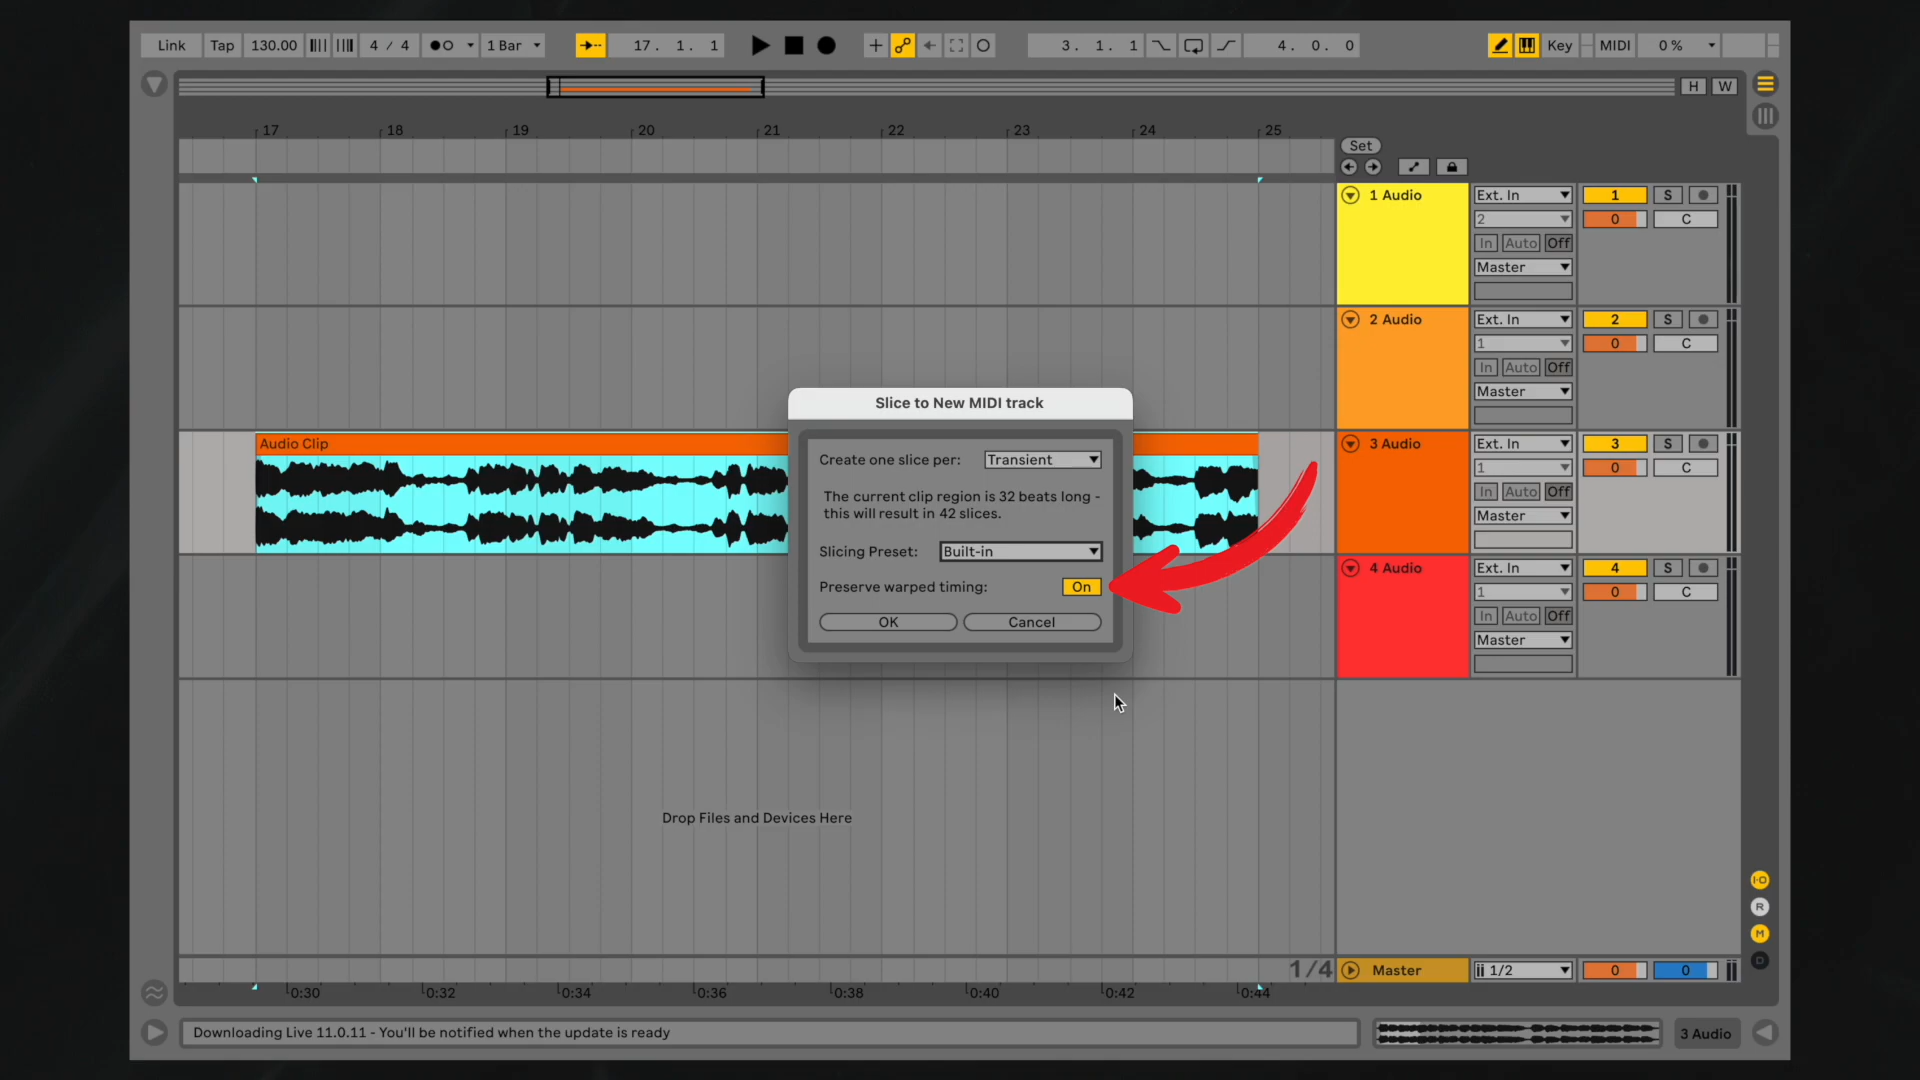 Link Tap 130.00 4 / 4 1 Bar 17. 1. 1 3. 1. 1 4. 0. 0 Key MIDI 0 %
H W
17 18 19 20 21 22 23 24 25
Set
1 Audio Ext. In 1 S
2 0 C
In Auto Off
Master
2 Audio Ext. In 2 S
1 0 C
In Auto Off
Master
Slice to New MIDI track
Audio Clip
3 Audio Ext. In 3 S
Create one slice per: Transient
1 0 C
In Auto Off
The current clip region is 32 beats long -
this will result in 42 slices.
Master
Slicing Preset: Built-in
4 Audio Ext. In 4 S
Preserve warped timing: On
1 0 C
OK Cancel
In Auto Off
Master
Drop Files and Devices Here
I·O
R
M
D
1/4 Master 1/2 0 0
0:30 0:32 0:34 0:36 0:38 0:40 0:42 0:44
Downloading Live 11.0.11 - You'll be notified when the update is ready
3 Audio